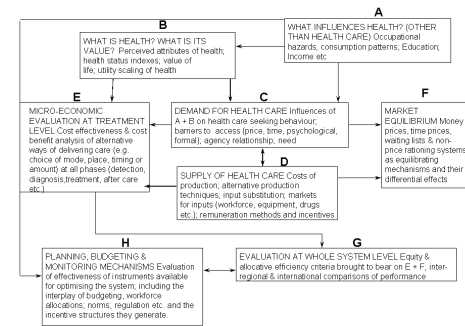 A
WHAT INFLUENCES HEALTH? (OTHER
THAN HEALTH CARE) Occupational
hazards; consumption patterns; Education;
Income etc
B
WHAT IS HEALTH? WHAT IS ITS
VALUE? Perceived attributes of health;
health status indexes; value of
life; utility scaling of health
E
MICRO-ECONOMIC
EVALUATION AT TREATMENT
LEVEL Cost effectiveness & cost
benefit analysis of alternative
ways of delivering care (e.g.
choice of mode, place, timing or
amount) at all phases (detection,
diagnosis,treatment, after care
etc.)
C
DEMAND FOR HEALTH CARE Influences of
A + B on health care seeking behaviour;
barriers to access (price, time, psychological,
formal); agency relationship; need
F
MARKET
EQUILIBRIUM Money
prices, time prices,
waiting lists & non-
price rationing systems
as equilibrating
mechanisms and their
differential effects
D
SUPPLY OF HEALTH CARE Costs of
production; alternative production
techniques; input substitution; markets
for inputs (workforce, equipment, drugs
etc.); remuneration methods and incentives
H
PLANNING, BUDGETING &
MONITORING MECHANISMS Evaluation
of effectiveness of instruments available
for optimising the system; including the
interplay of budgeting, workforce
allocations; norms; regulation etc. and the
incentive structures they generate.
G
EVALUATION AT WHOLE SYSTEM LEVEL Equity &
allocative efficiency criteria brought to bear on E + F; inter-
regional & international comparisons of performance